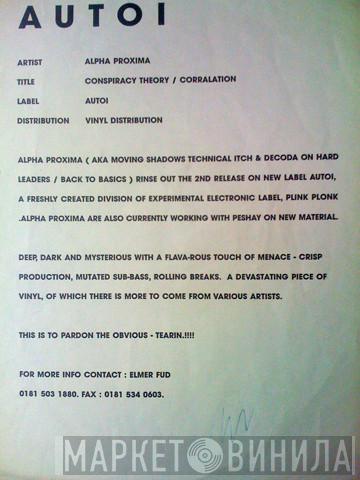 AUTOI
ARTIST ALPHA PROXIMA
TITLE CONSPIRACY THEORY / CORRALATION
LABEL AUTOI
DISTRIBUTION VINYL DISTRIBUTION
ALPHA PROXIMA ( AKA MOVING SHADOWS TECHNICAL ITCH & DECODA ON HARD
LEADERS / BACK TO BASICS ) RINSE OUT THE 2ND RELEASE ON NEW LABEL AUTOI,
A FRESHLY CREATED DIVISION OF EXPERIMENTAL ELECTRONIC LABEL, PLINK PLONK
.ALPHA PROXIMA ARE ALSO CURRENTLY WORKING WITH PESHAY ON NEW MATERIAL.
DEEP, DARK AND MYSTERIOUS WITH A FLAVA-ROUS TOUCH OF MENACE - CRISP
PRODUCTION, MUTATED SUB-BASS, ROLLING BREAKS. A DEVASTATING PIECE OF
VINYL, OF WHICH THERE IS MORE TO COME FROM VARIOUS ARTISTS.
THIS IS TO PARDON THE OBVIOUS - TEARIN.!!!!
FOR MORE INFO CONTACT : ELMER FUD
0181 503 1880. FAX : 0181 534 0603.
МАРКЕТ ВИНИЛА